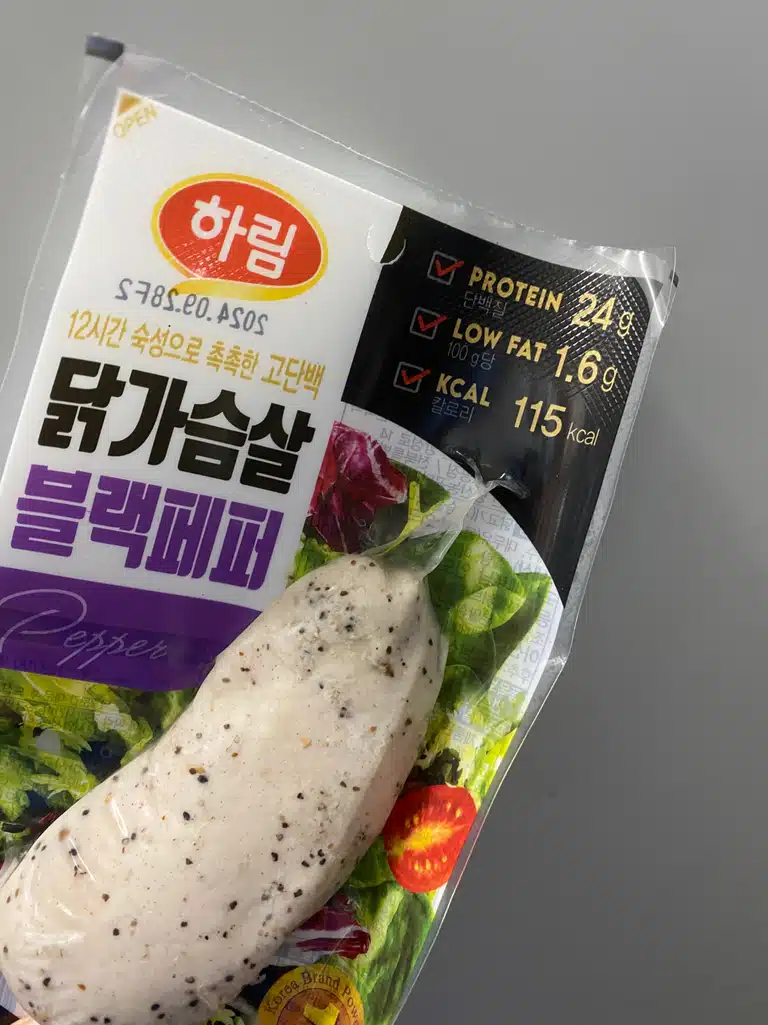 OPEN
하림
2024.09.28F2
12시간 숙성으로 촉촉한 고단백
닭가슴살
블랙페퍼
Pepper
PROTEIN 24g
단백질
LOW FAT 1.6g
100g당
KCAL 115kcal
칼로리
Korea Brand Power